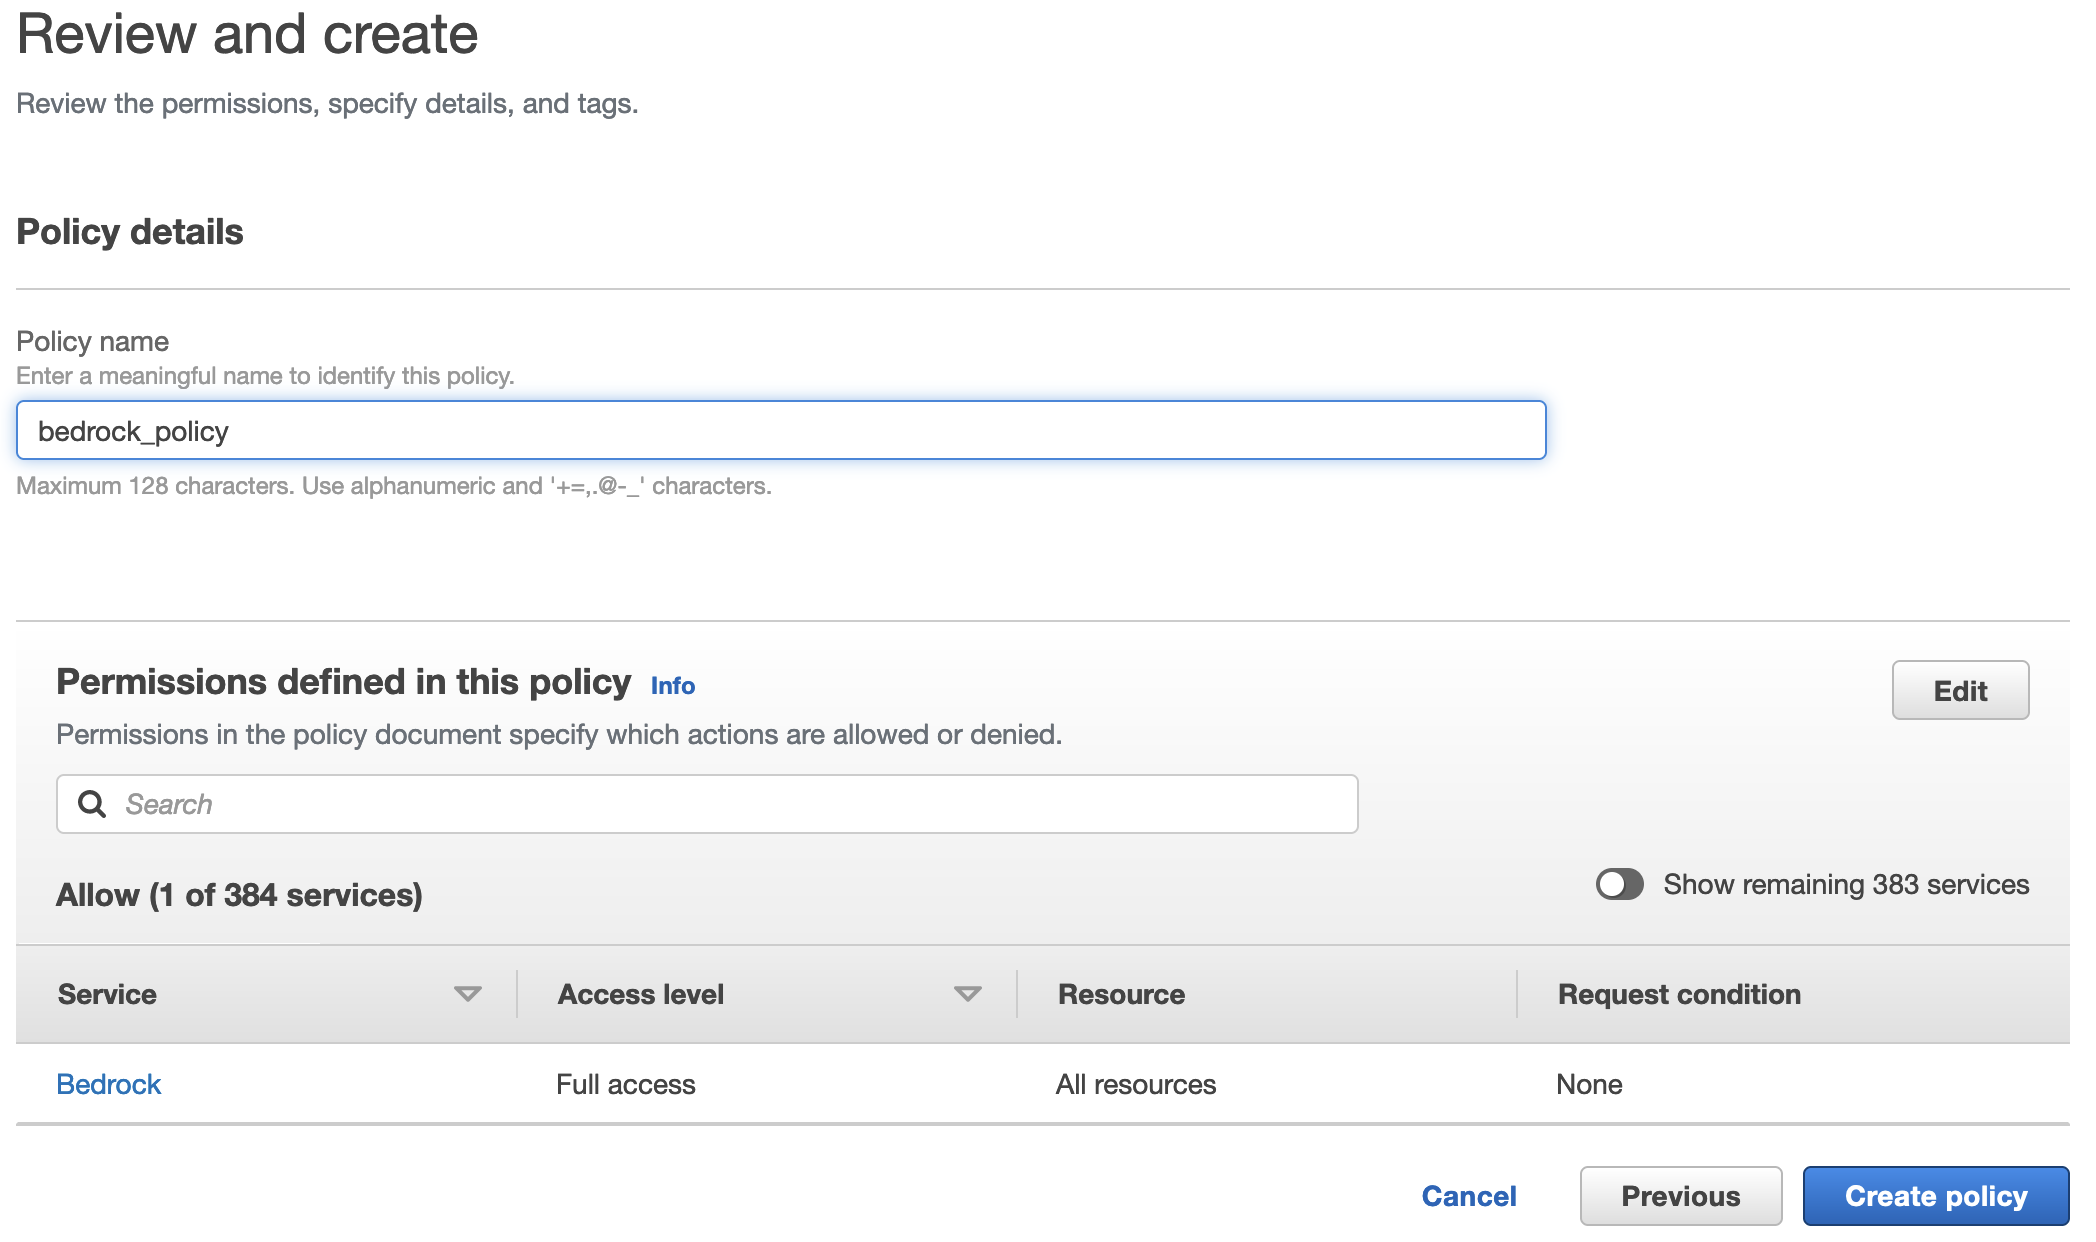 Review and create
Review the permissions, specify details, and tags.
Policy details
Policy name
Enter a meaningful name to identify this policy.
bedrock_policy
Maximum 128 characters. Use alphanumeric and '+=,.@-_' characters.
Permissions defined in this policy Info
Edit
Permissions in the policy document specify which actions are allowed or denied.
Search
Allow (1 of 384 services)
Show remaining 383 services
Service Access level Resource Request condition
Bedrock Full access All resources None
Cancel Previous Create policy